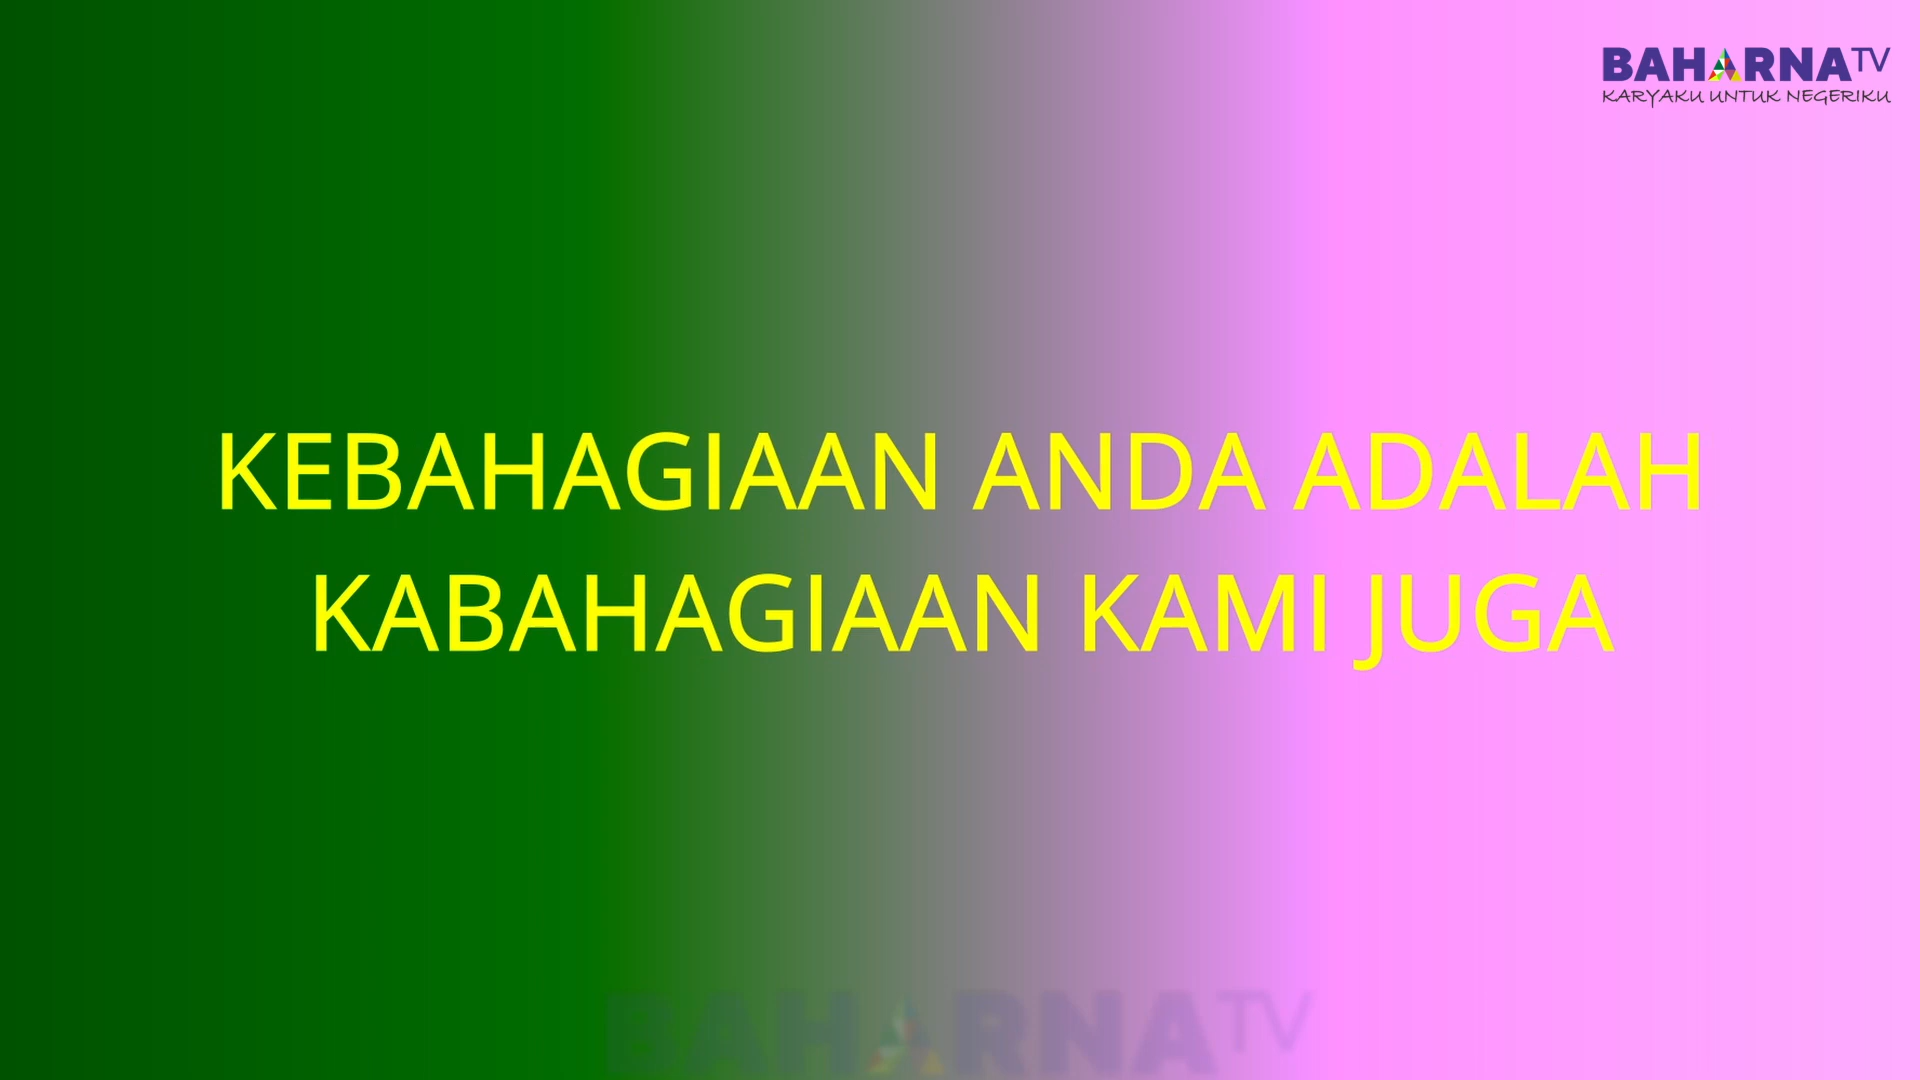 BAHARNATV
KARYAKU UNTUK NEGERIKU
KEBAHAGIAAN ANDA ADALAH
KABAHAGIAAN KAMI JUGA
BAHARNATV